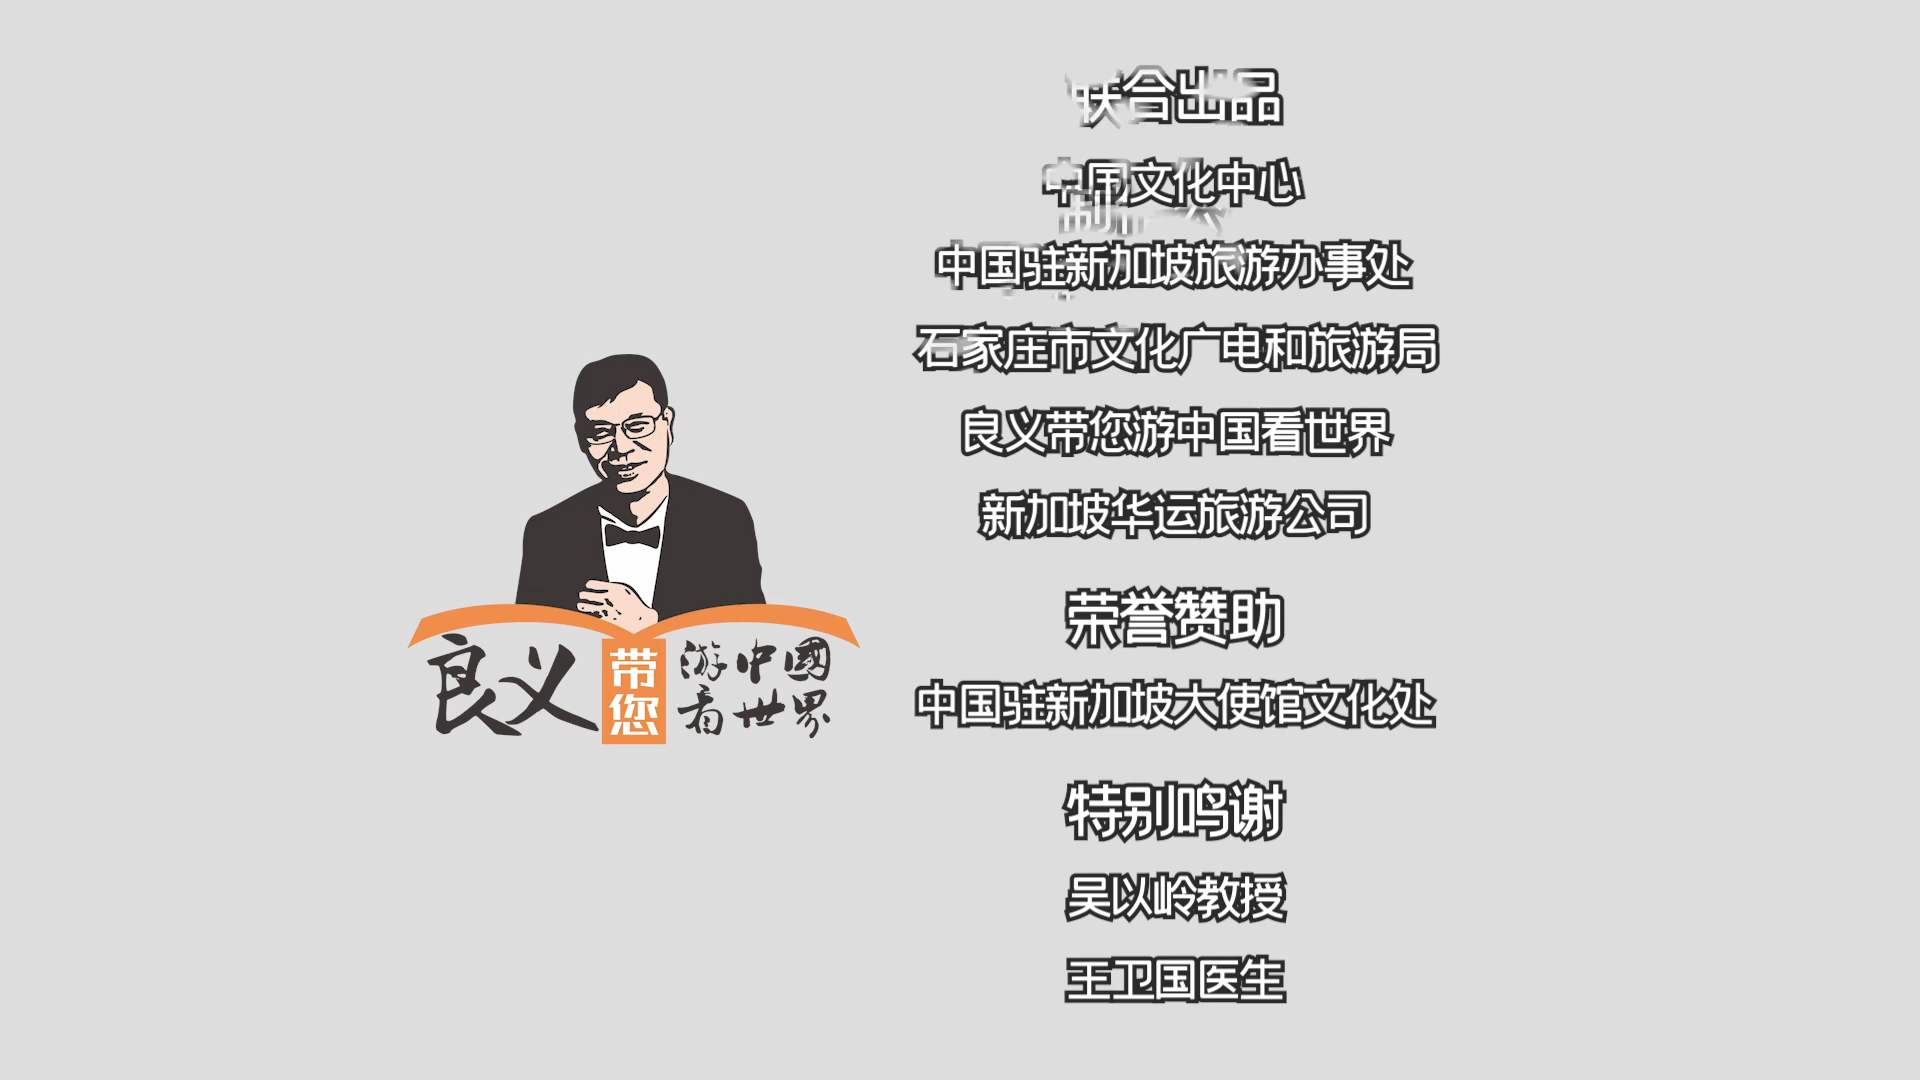 联合出品
中国文化中心
中国驻新加坡旅游办事处
石家庄市文化广电和旅游局
良义带您游中国看世界
新加坡华运旅游公司
荣誉赞助
中国驻新加坡大使馆文化处
特别鸣谢
吴以岭教授
王卫国医生
良义带您游中國看世界